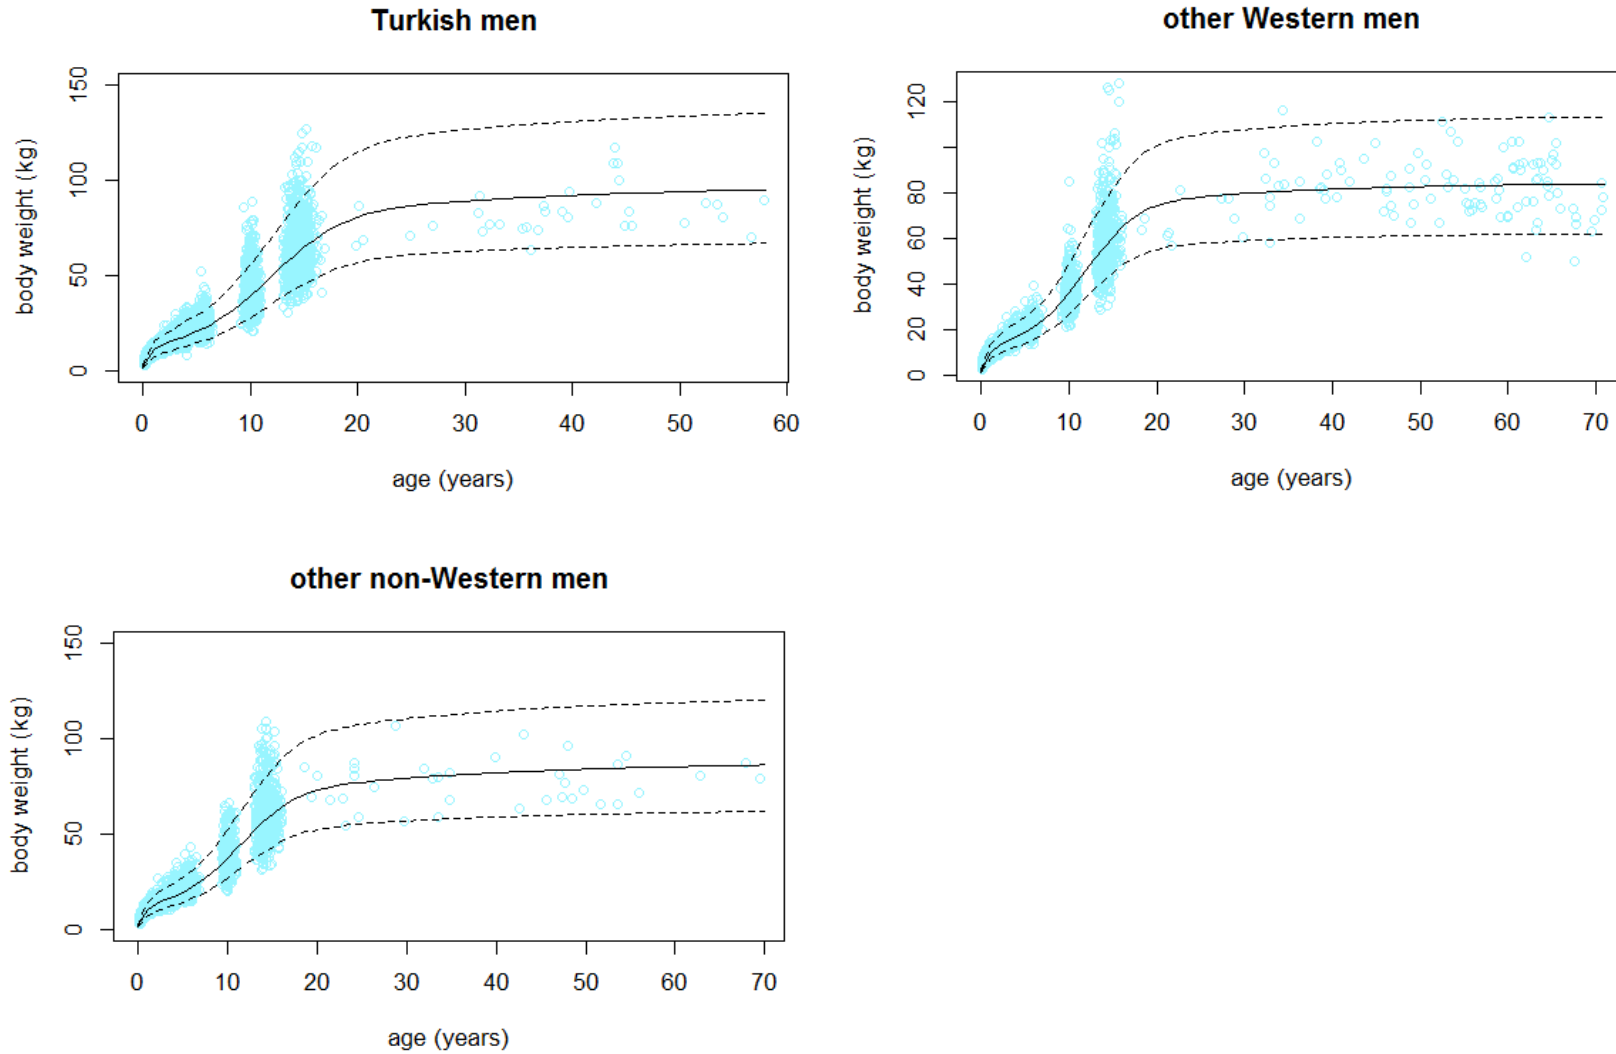 Turkish men
body weight (kg)
150
100
50
0
0 10 20 30 40 50 60
age (years)
other Western men
body weight (kg)
120
80
60
40
20
0
0 10 20 30 40 50 60 70
age (years)
other non-Western men
body weight (kg)
150
100
50
0
0 10 20 30 40 50 60 70
age (years)